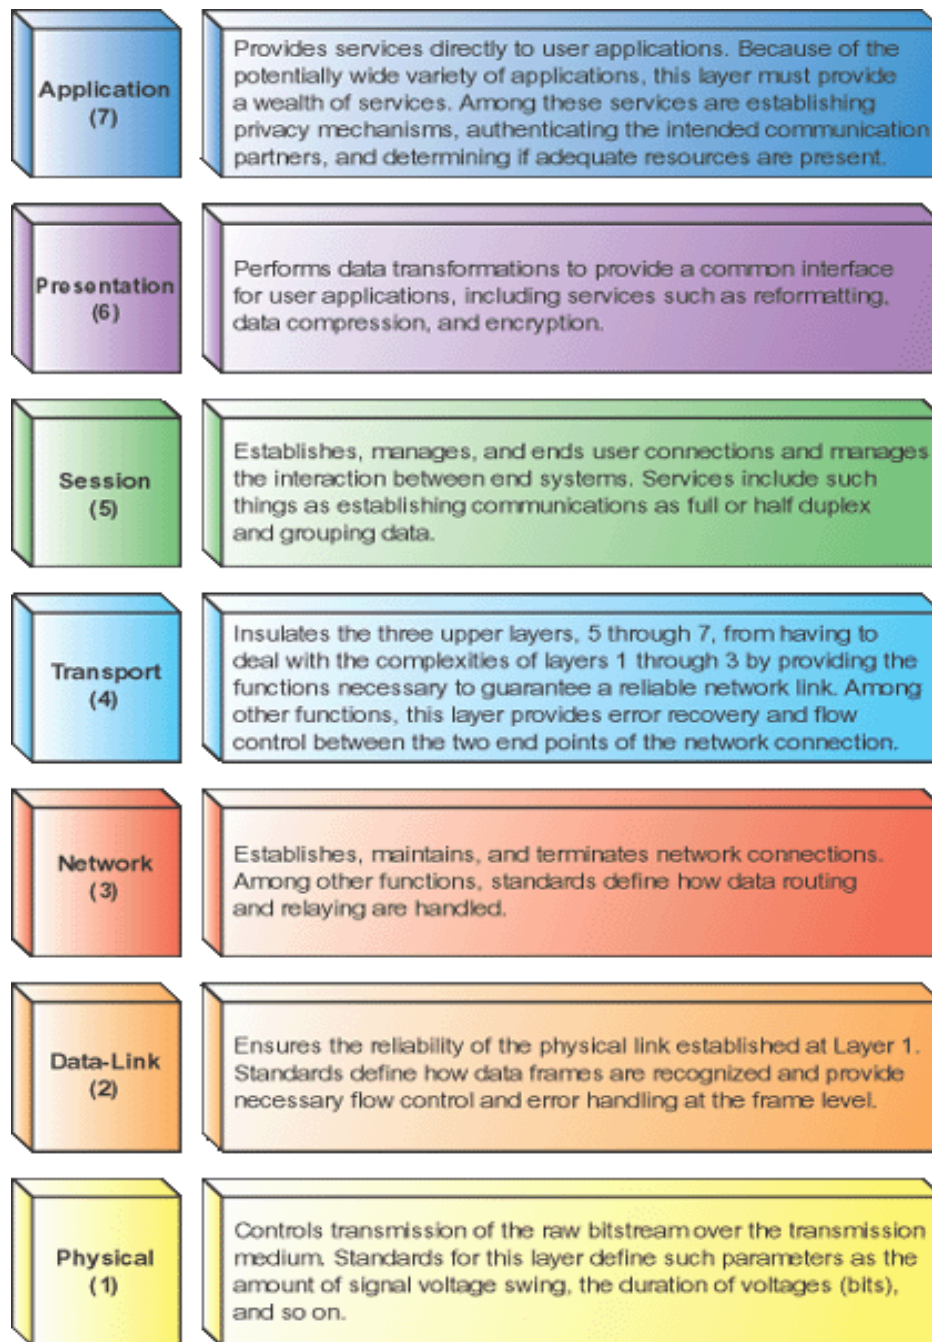 Application
(7)
Provides services directly to user applications. Because of the
potentially wide variety of applications, this layer must provide
a wealth of services. Among these services are establishing
privacy mechanisms, authenticating the intended communication
partners, and determining if adequate resources are present.
Presentation
(6)
Performs data transformations to provide a common interface
for user applications, including services such as reformatting,
data compression, and encryption.
Session
(5)
Establishes, manages, and ends user connections and manages
the interaction between end systems. Services include such
things as establishing communications as full or half duplex
and grouping data.
Transport
(4)
Insulates the three upper layers, 5 through 7, from having to
deal with the complexities of layers 1 through 3 by providing the
functions necessary to guarantee a reliable network link. Among
other functions, this layer provides error recovery and flow
control between the two end points of the network connection.
Network
(3)
Establishes, maintains, and terminates network connections.
Among other functions, standards define how data routing
and relaying are handled.
Data-Link
(2)
Ensures the reliability of the physical link established at Layer 1.
Standards define how data frames are recognized and provide
necessary flow control and error handling at the frame level.
Physical
(1)
Controls transmission of the raw bitstream over the transmission
medium. Standards for this layer define such parameters as the
amount of signal voltage swing, the duration of voltages (bits),
and so on.